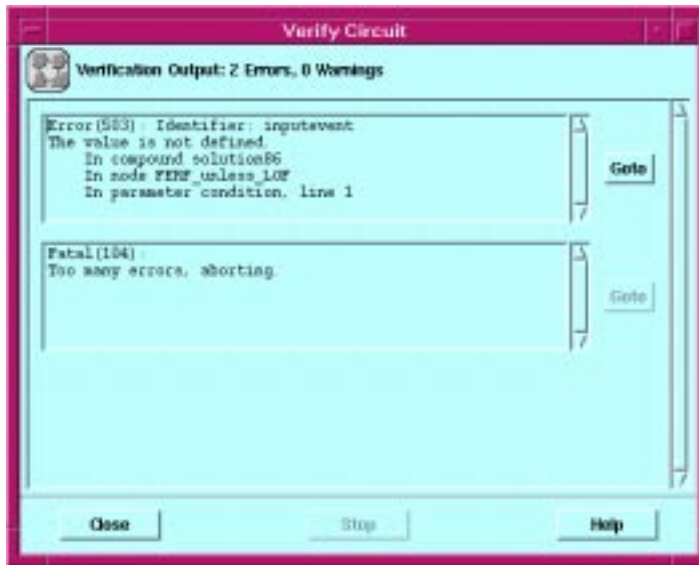 Verify Circuit
Verification Output: 2 Errors, 0 Warnings
Error(503): Identifier: inputevent
The value is not defined.
In compound solution86
In node FERF_unless_LOF
In parameter condition, line 1
Goto
Fatal(104):
Too many errors, aborting.
Goto
Close
Stop
Help